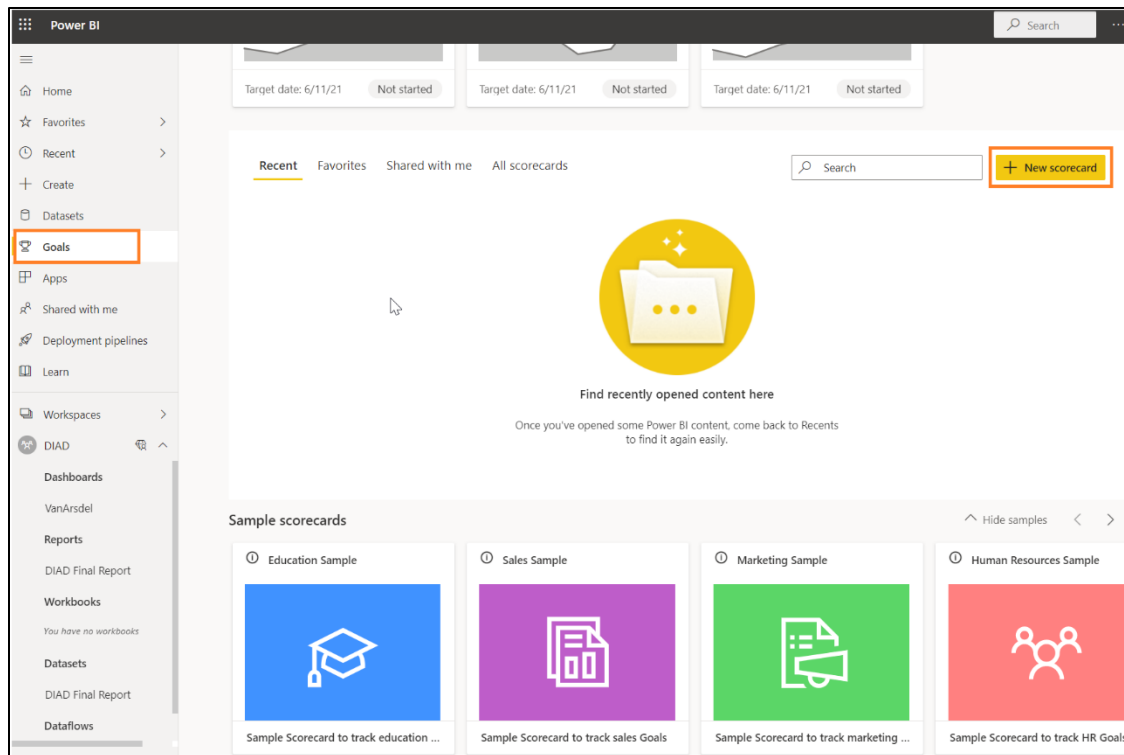 Power BI
Search
Home
Favorites
Recent
Create
Datasets
Goals
Apps
Shared with me
Deployment pipelines
Learn
Workspaces
DIAD
Dashboards
VanArsdel
Reports
DIAD Final Report
Workbooks
You have no workbooks
Datasets
DIAD Final Report
Dataflows
Target date: 6/11/21 Not started
Target date: 6/11/21 Not started
Target date: 6/11/21 Not started
Recent Favorites Shared with me All scorecards
Search
+ New scorecard
Find recently opened content here
Once you've opened some Power BI content, come back to Recents
to find it again easily.
Sample scorecards
Hide samples
Education Sample
Sample Scorecard to track education ...
Sales Sample
Sample Scorecard to track sales Goals
Marketing Sample
Sample Scorecard to track marketing ...
Human Resources Sample
Sample Scorecard to track HR Goals